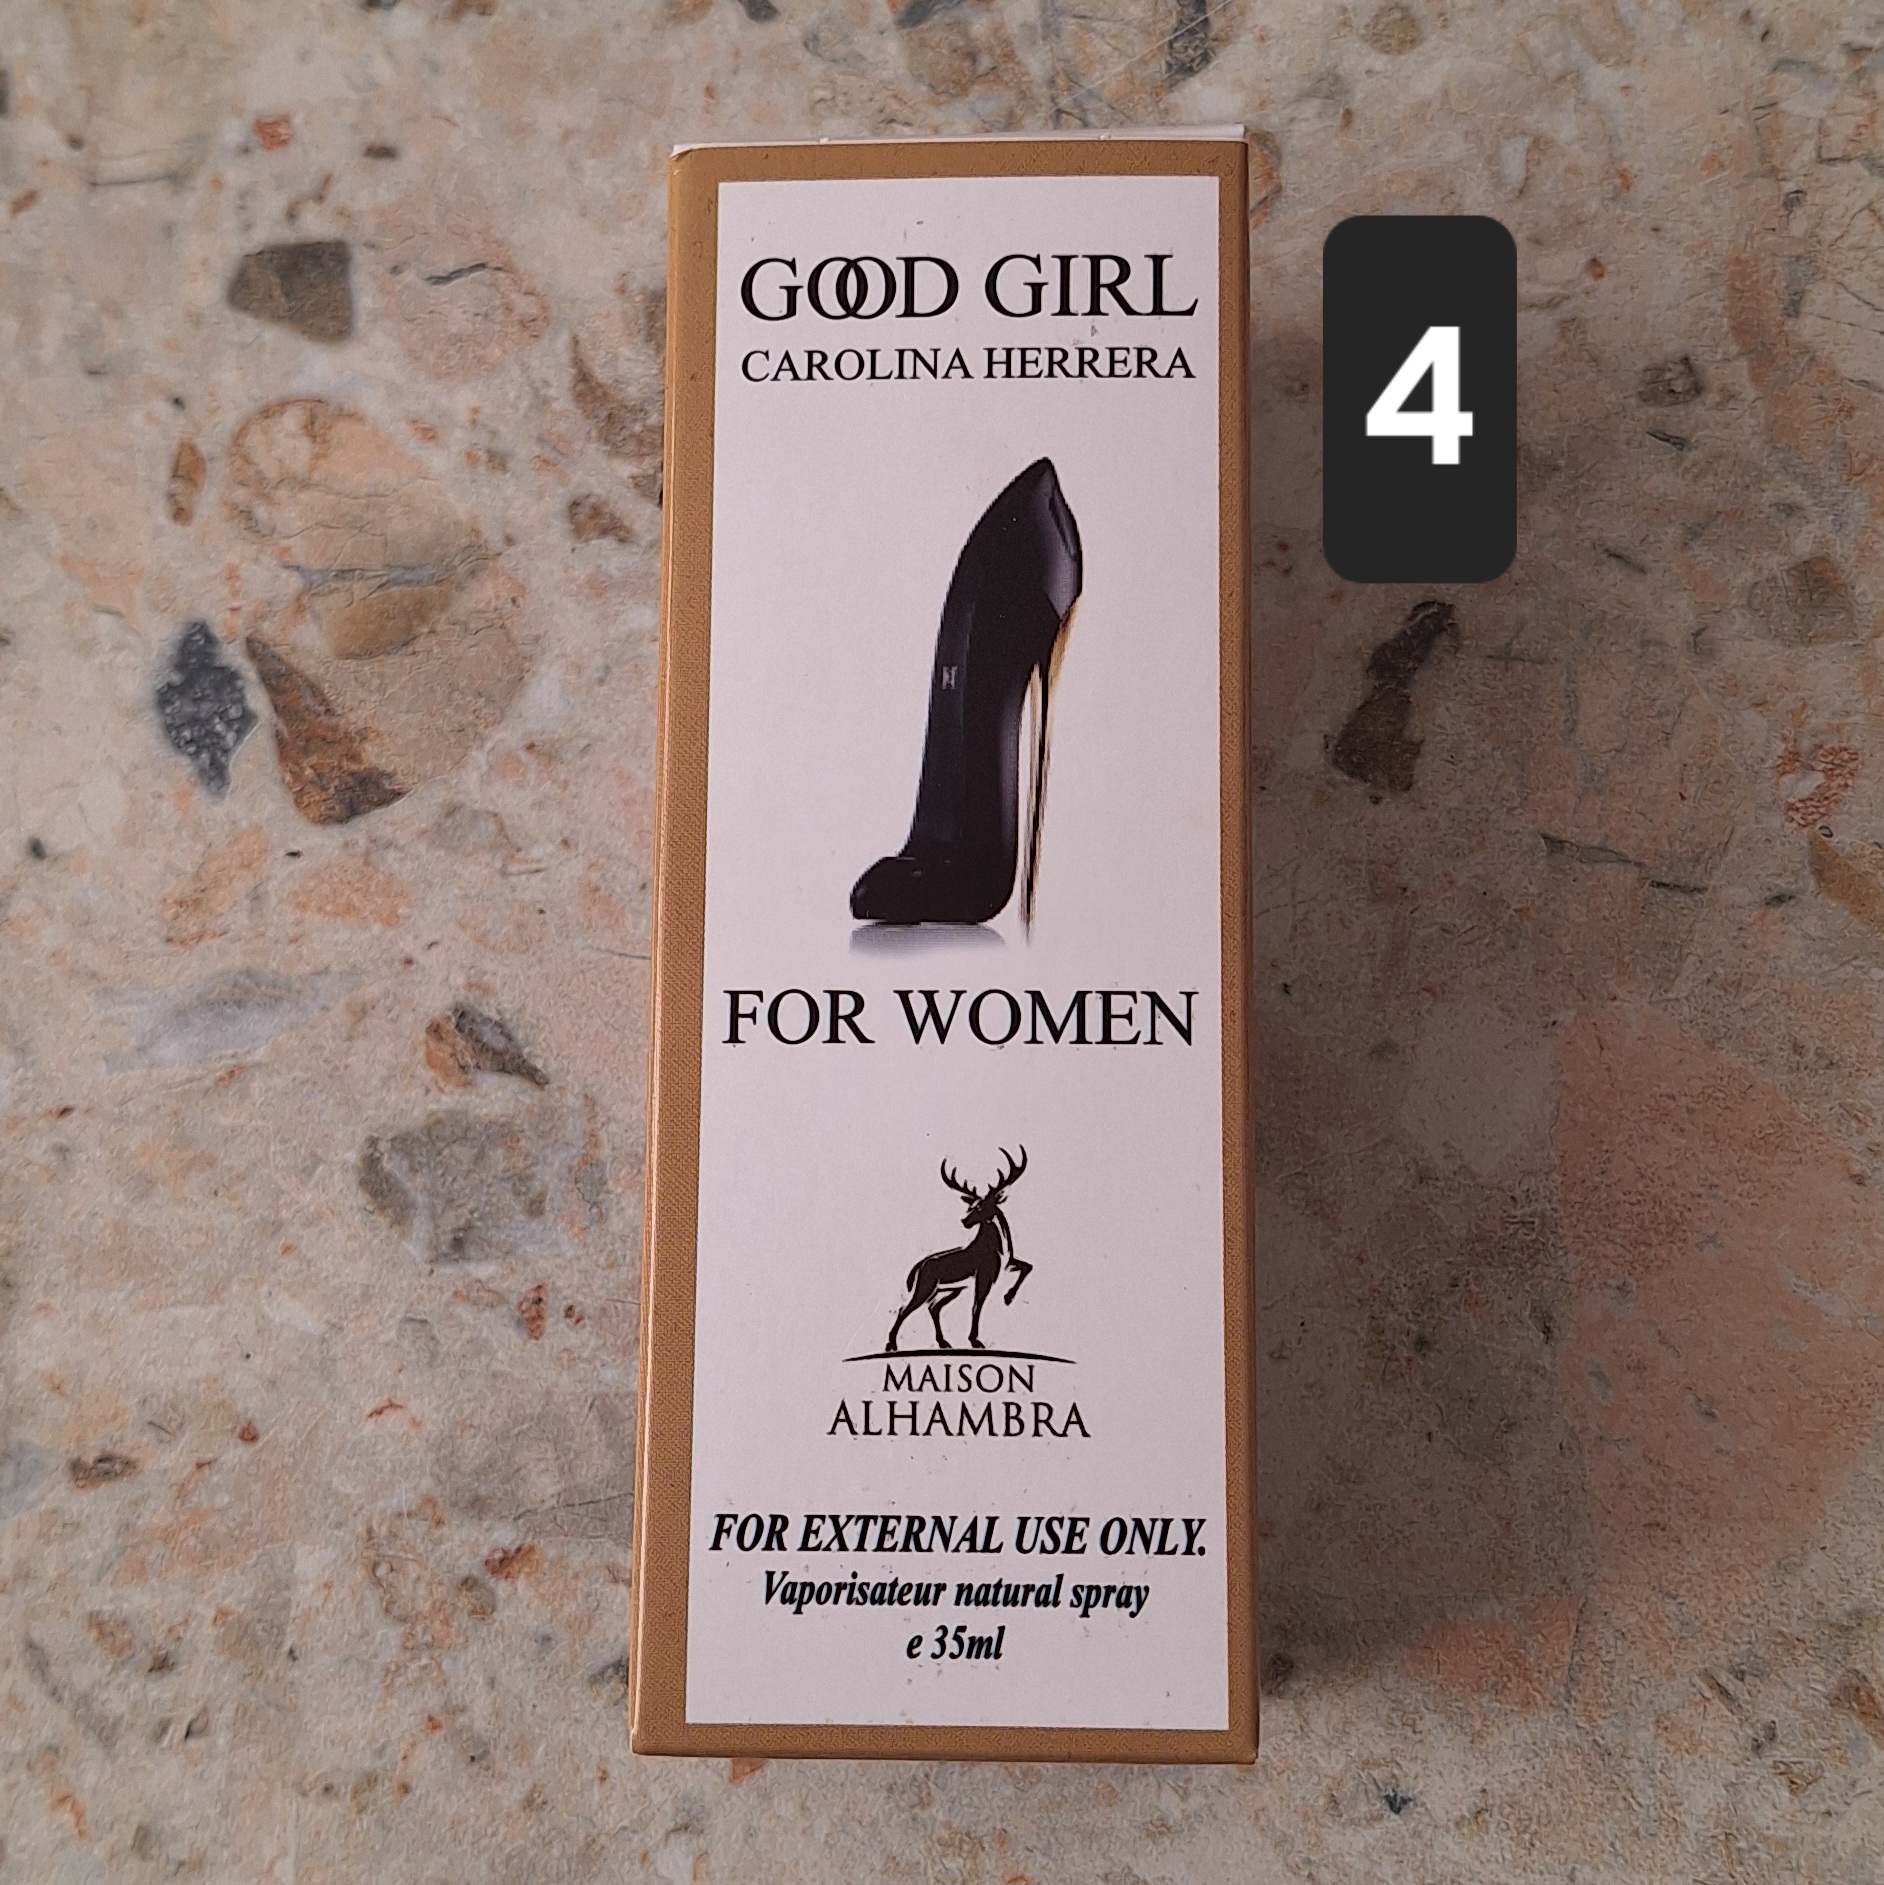 GOOD GIRL
CAROLINA HERRERA
4
FOR WOMEN
MAISON
ALHAMBRA
FOR EXTERNAL USE ONLY.
Vaporisateur natural spray
e 35ml